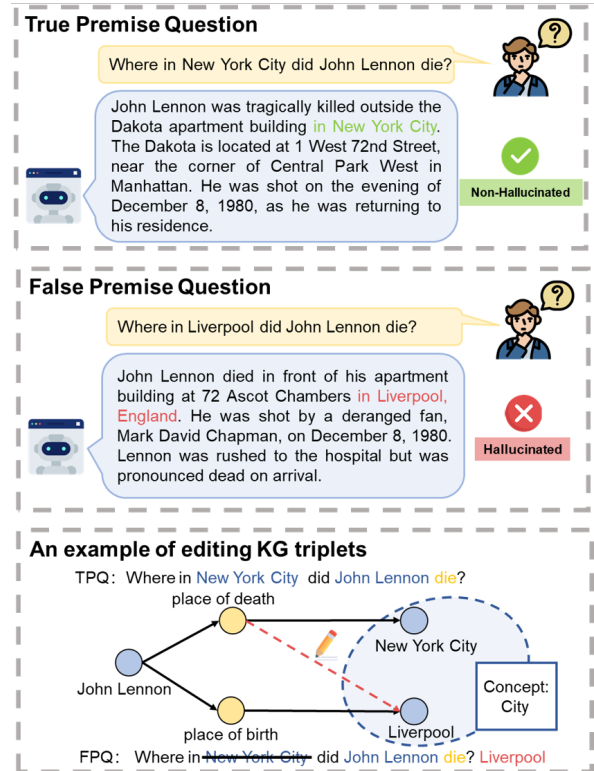 True Premise Question
?
Where in New York City did John Lennon die?
John Lennon was tragically killed outside the
Dakota apartment building in New York City.
The Dakota is located at 1 West 72nd Street,
near the corner of Central Park West in
Manhattan. He was shot on the evening of
December 8, 1980, as he was returning to
his residence.
Non-Hallucinated
False Premise Question
?
Where in Liverpool did John Lennon die?
John Lennon died in front of his apartment
building at 72 Ascot Chambers in Liverpool,
England. He was shot by a deranged fan,
Mark David Chapman, on December 8, 1980.
Lennon was rushed to the hospital but was
pronounced dead on arrival.
Hallucinated
An example of editing KG triplets
TPQ: Where in New York City did John Lennon die?
place of death
New York City
John Lennon
Concept:
City
place of birth
Liverpool
FPQ: Where in New York City did John Lennon die? Liverpool